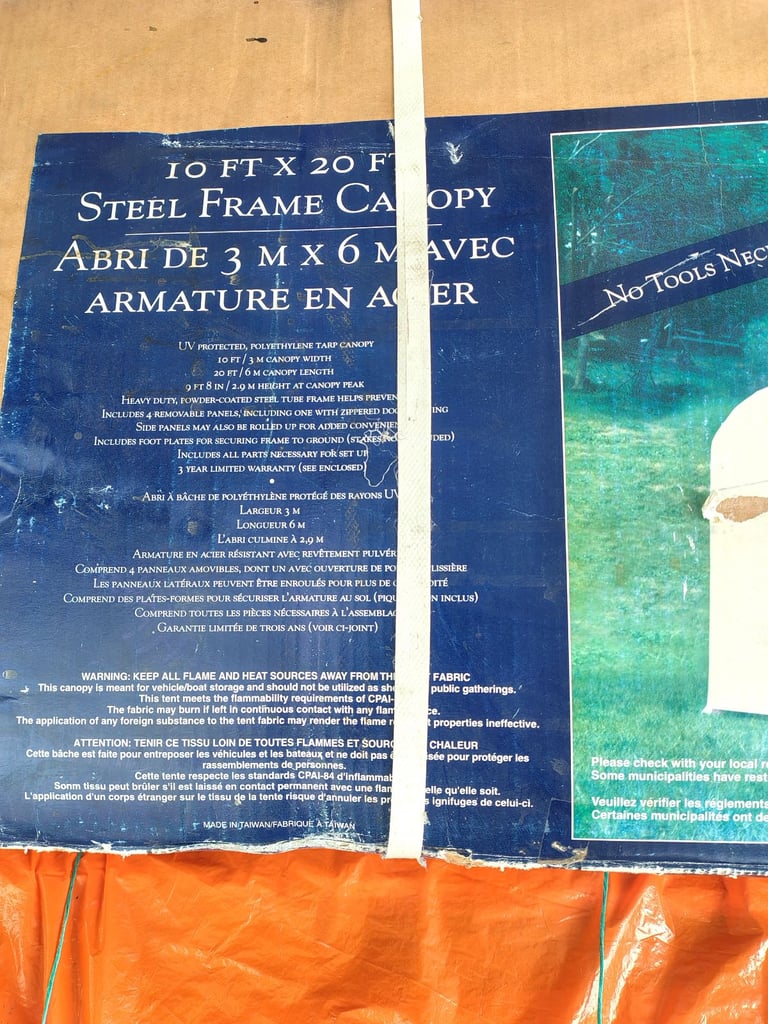 10 FT X 20 FT
STEEL FRAME CANOPY
ABRI DE 3 M X 6 M AVEC
ARMATURE EN ACIER
UV PROTECTED, POLYETHYLENE TARP CANOPY
10 FT / 3 M CANOPY WIDTH
20 FT / 6 M CANOPY LENGTH
9 FT 8 IN / 2.9 M HEIGHT AT CANOPY PEAK
HEAVY DUTY, POWDER-COATED STEEL TUBE FRAME HELPS PREVEN
INCLUDES 4 REMOVABLE PANELS, INCLUDING ONE WITH ZIPPERED DOO NG
SIDE PANELS MAY ALSO BE ROLLED UP FOR ADDED CONVENIEN
INCLUDES FOOT PLATES FOR SECURING FRAME TO GROUND (STAKES NO UDED)
INCLUDES ALL PARTS NECESSARY FOR SET UP
3 YEAR LIMITED WARRANTY (SEE ENCLOSED)
ABRI À BÂCHE DE POLYÉTHYLÈNE PROTÉGÉ DES RAYONS UV
LARGEUR 3 M
LONGUEUR 6 M
L'ABRI CULMINE À 2,9 M
ARMATURE EN ACIER RÉSISTANT AVEC REVÊTEMENT PULVÉR
COMPREND 4 PANNEAUX AMOVIBLES, DONT UN AVEC OUVERTURE DE PO LISSIÈRE
LES PANNEAUX LATÉRAUX PEUVENT ÊTRE ENROULÉS POUR PLUS DE C DITÉ
COMPREND DES PLATES-FORMES POUR SÉCURISER L'ARMATURE AU SOL (PIQU N INCLUS)
COMPREND TOUTES LES PIÈCES NÉCESSAIRES À L'ASSEMBLA
GARANTIE LIMITÉE DE TROIS ANS (VOIR CI-JOINT)
WARNING: KEEP ALL FLAME AND HEAT SOURCES AWAY FROM TH FABRIC
This canopy is meant for vehicle/boat storage and should not be utilized as she public gatherings.
This tent meets the flammability requirements of CPAI-
The fabric may burn if left in continuous contact with any flam ce.
The application of any foreign substance to the tent fabric may render the flame re properties ineffective.
ATTENTION: TENIR CE TISSU LOIN DE TOUTES FLAMMES ET SOURC CHALEUR
Cette bâche est faite pour entreposer les véhicules et les bateaux et ne doit pas ê sée pour protéger les
rassemblements de personnes.
Cette tente respecte les standards CPAI-84 d'inflammab
Sonm tissu peut brûler s'il est laissé en contact permanent avec une flam elle qu'elle soit.
L'application d'un corps étranger sur le tissu de la tente risque d'annuler les pro s ignifuges de celui-ci.
MADE IN TAIWAN/FABRIQUÉ À TAIWAN
NO TOOLS NEC
Please check with your local r
Some municipalities have rest
Veuillez vérifier les réglements
Certaines municipalités ont de